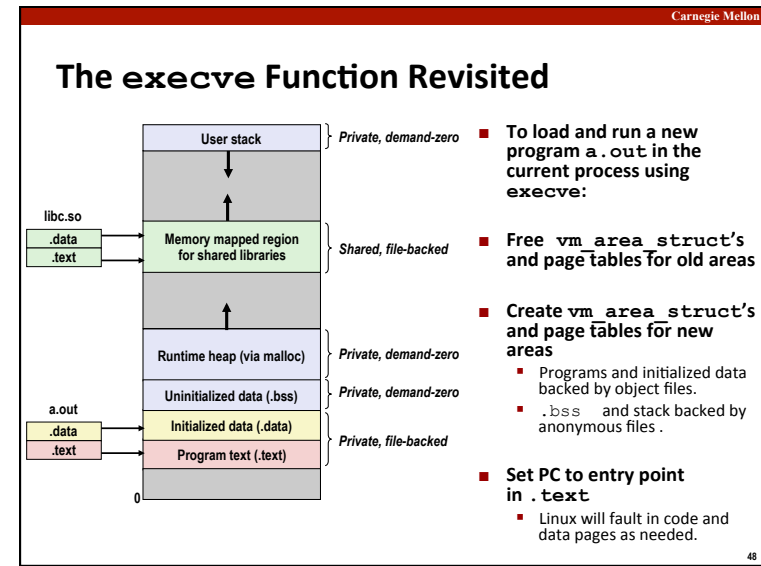 Carnegie Mellon
The execve Function Revisited
User stack
Private, demand-zero
libc.so
.data
.text
Memory mapped region
for shared libraries
Shared, file-backed
Runtime heap (via malloc)
Private, demand-zero
Uninitialized data (.bss)
Private, demand-zero
a.out
.data
.text
Initialized data (.data)
Program text (.text)
Private, file-backed
0
To load and run a new
program a.out in the
current process using
execve:
Free vm_area_struct's
and page tables for old areas
Create vm_area_struct's
and page tables for new
areas
Programs and initialized data
backed by object files.
.bss and stack backed by
anonymous files .
Set PC to entry point
in .text
Linux will fault in code and
data pages as needed.
48